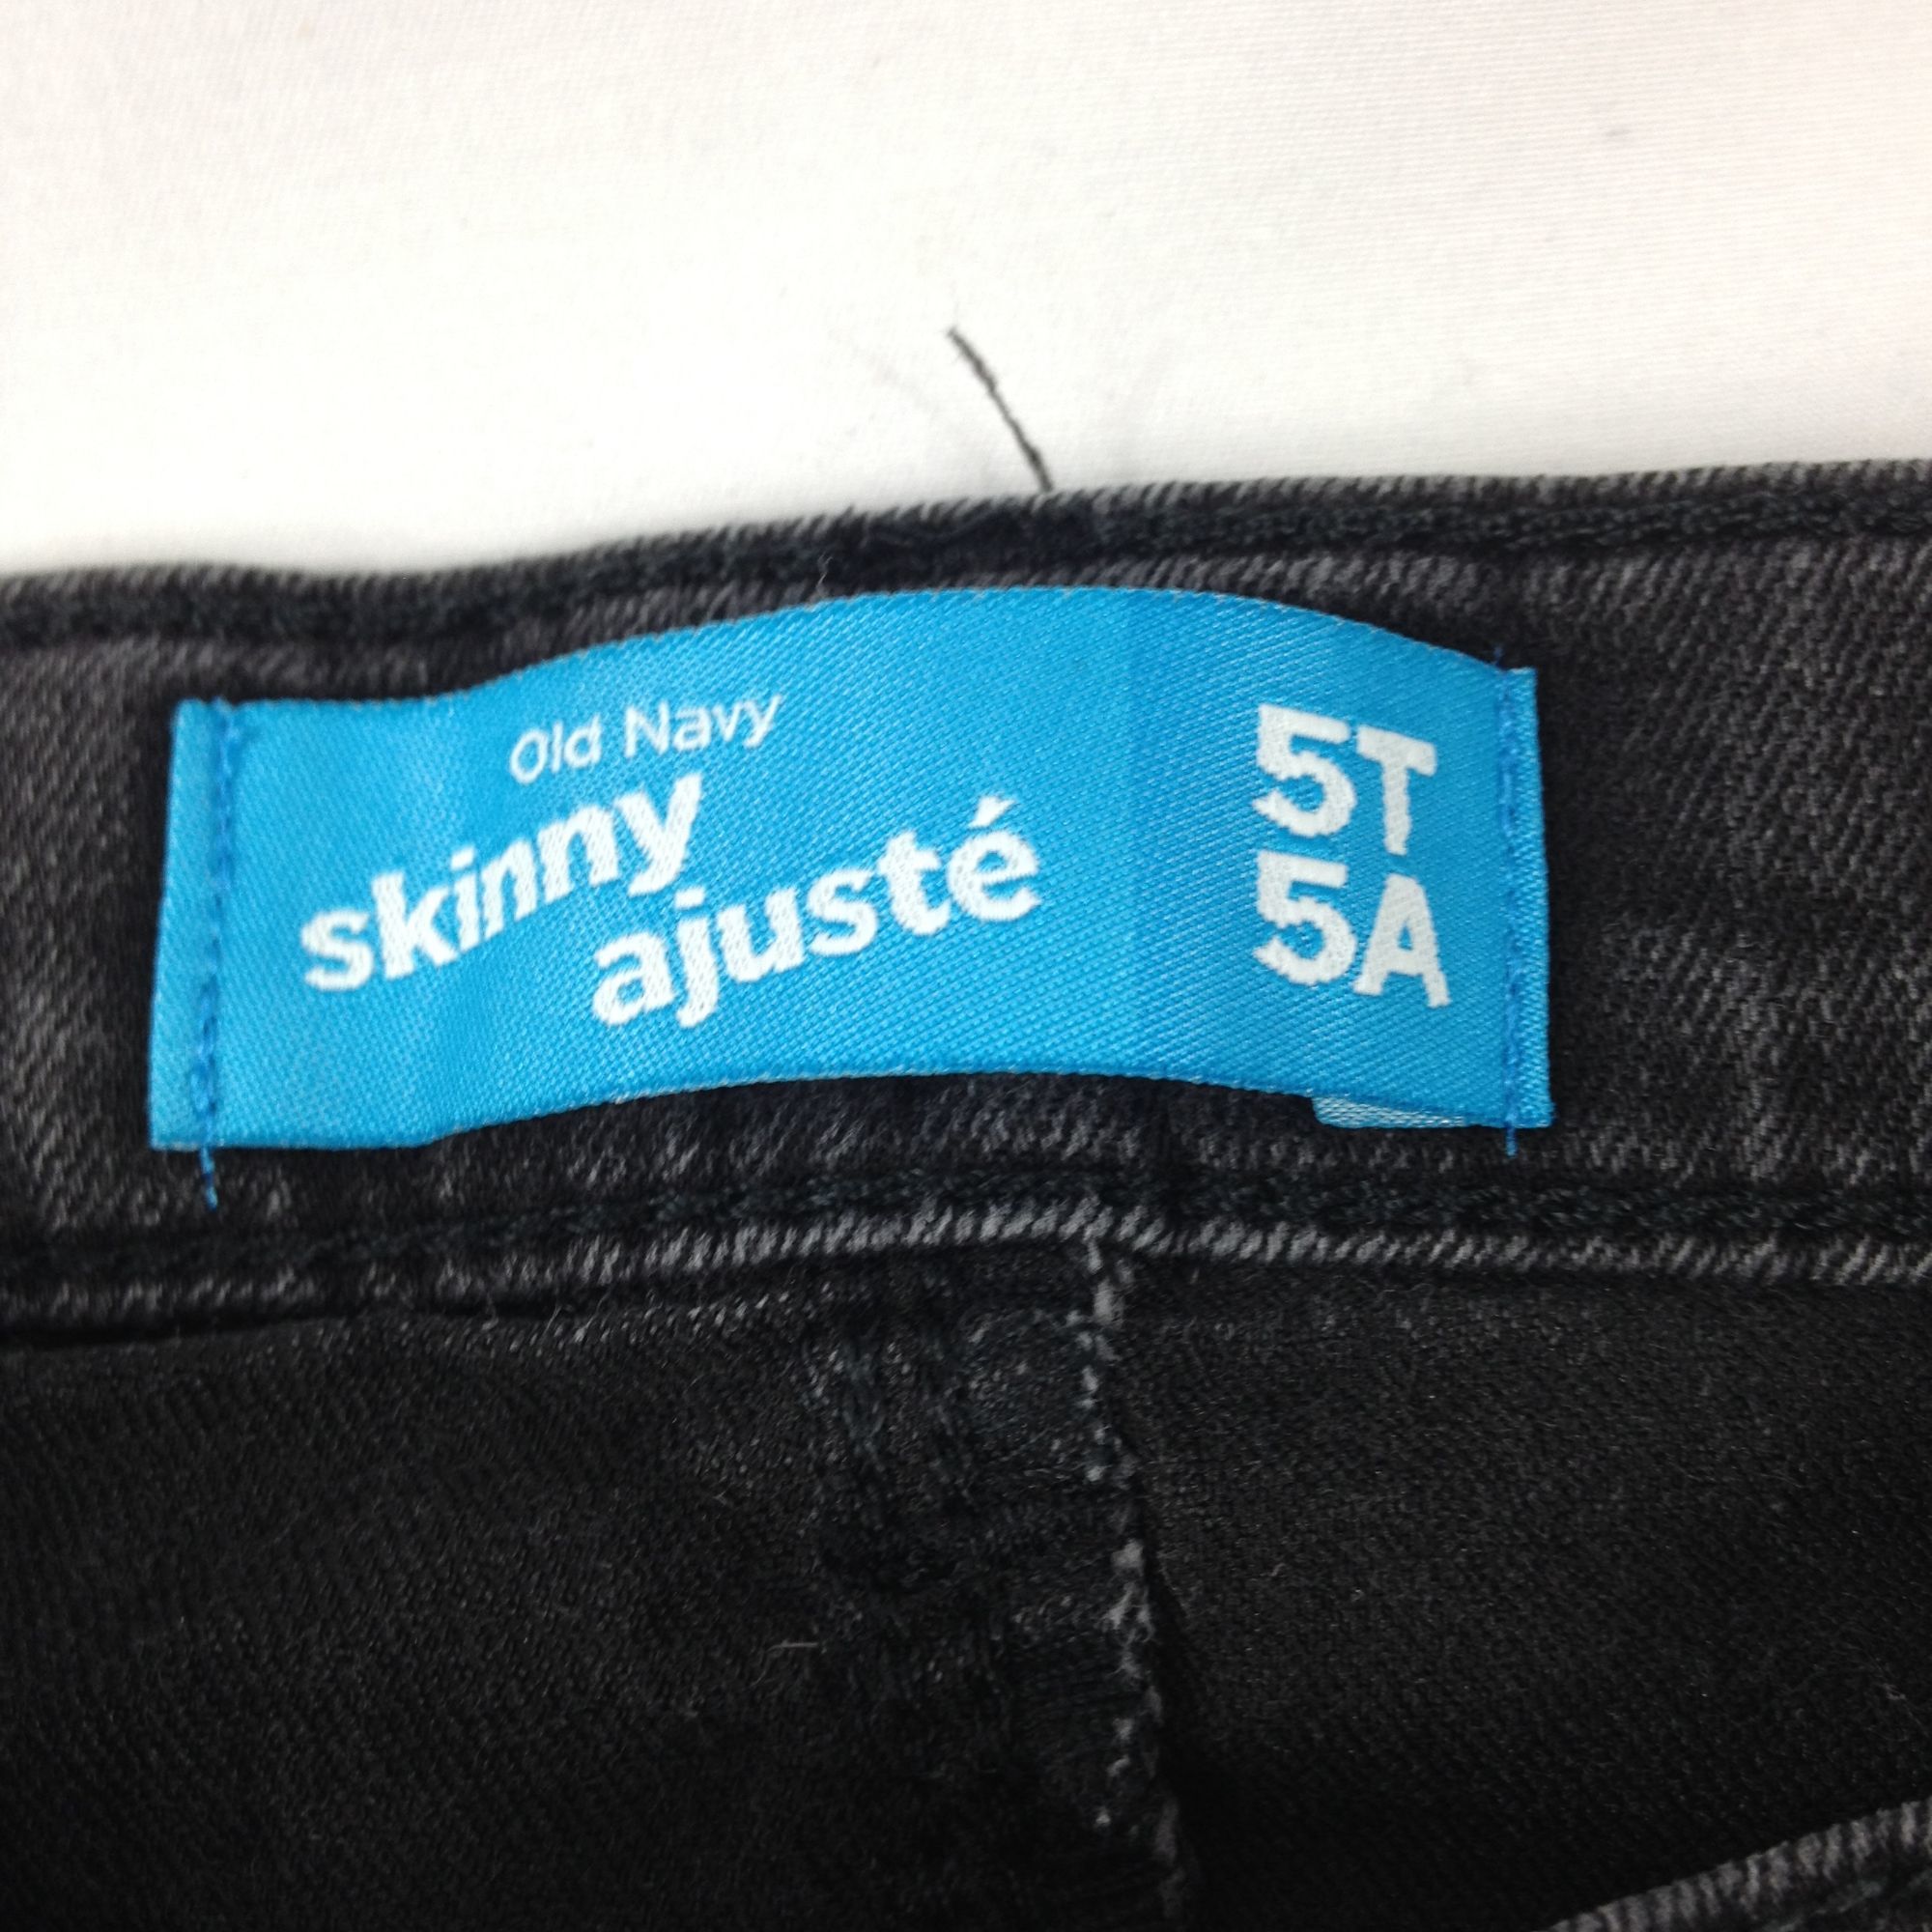 Old Navy
skinny
ajusté
5T
5A